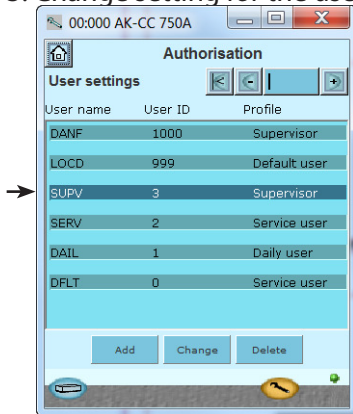 00:000 AK-CC 750A
Authorisation
User settings
User name User ID Profile
DANF 1000 Supervisor
LOCD 999 Default user
SUPV 3 Supervisor
SERV 2 Service user
DAIL 1 Daily user
DFLT 0 Service user
Add Change Delete